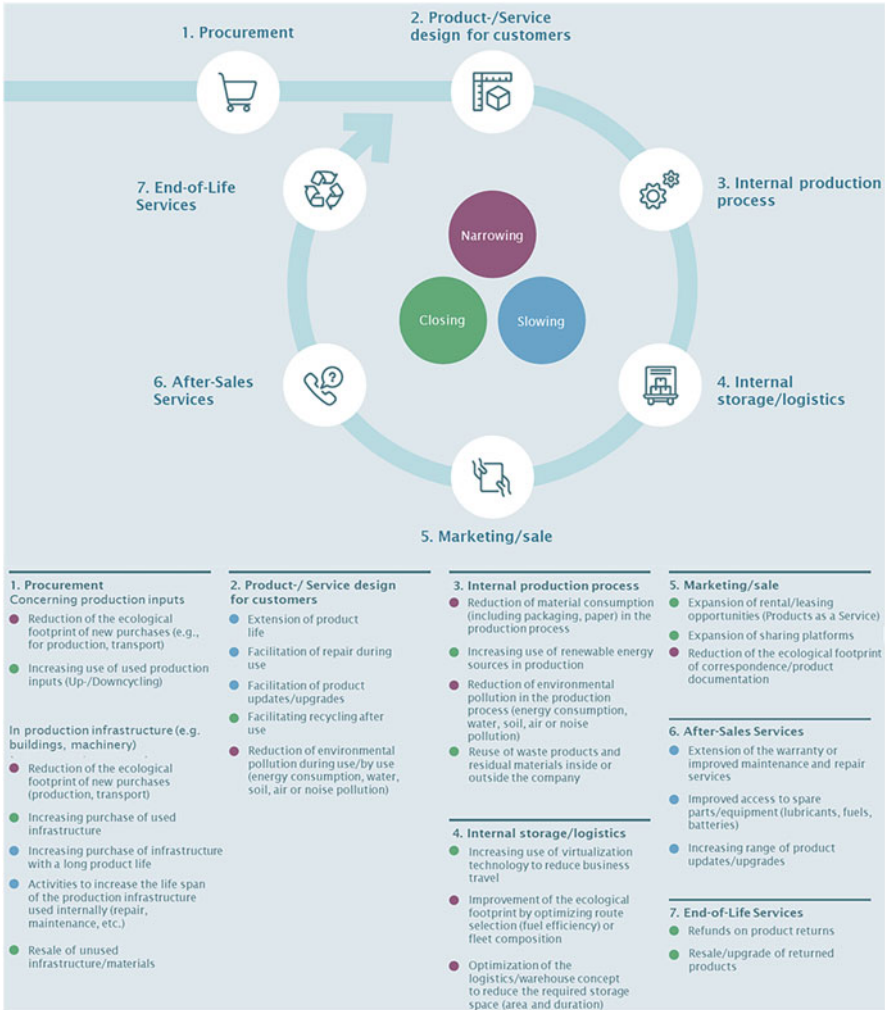 1. Procurement
2. Product-/Service
design for customers
3. Internal production
process
4. Internal
storage/logistics
5. Marketing/sale
6. After-Sales
Services
7. End-of-Life
Services
Narrowing
Closing
Slowing
1. Procurement
Concerning production inputs
Reduction of the ecological
footprint of new purchases (e.g.,
for production, transport)
Increasing use of used production
inputs (Up-/Downcycling)
In production infrastructure (e.g.
buildings, machinery)
Reduction of the ecological
footprint of new purchases
(production, transport)
Increasing purchase of used
infrastructure
Increasing purchase of infrastructure
with a long product life
Activities to increase the life span
of the production infrastructure
used internally (repair,
maintenance, etc.)
Resale of unused
infrastructure/materials
2. Product-/ Service design
for customers
Extension of product
life
Facilitation of repair during
use
Facilitation of product
updates/upgrades
Facilitating recycling after
use
Reduction of environmental
pollution during use/by use
(energy consumption, water,
soil, air or noise pollution)
3. Internal production process
Reduction of material consumption
(including packaging, paper) in the
production process
Increasing use of renewable energy
sources in production
Reduction of environmental
pollution in the production
process (energy consumption,
water, soil, air or noise
pollution)
Reuse of waste products and
residual materials inside or
outside the company
4. Internal storage/logistics
Increasing use of virtualization
technology to reduce business
travel
Improvement of the ecological
footprint by optimizing route
selection (fuel efficiency) or
fleet composition
Optimization of the
logistics/warehouse concept
to reduce the required storage
space (area and duration)
5. Marketing/sale
Expansion of rental/leasing
opportunities (Products as a Service)
Expansion of sharing platforms
Reduction of the ecological footprint
of correspondence/product
documentation
6. After-Sales Services
Extension of the warranty or
improved maintenance and repair
services
Improved access to spare
parts/equipment (lubricants, fuels,
batteries)
Increasing range of product
updates/upgrades
7. End-of-Life Services
Refunds on product returns
Resale/upgrade of returned
products